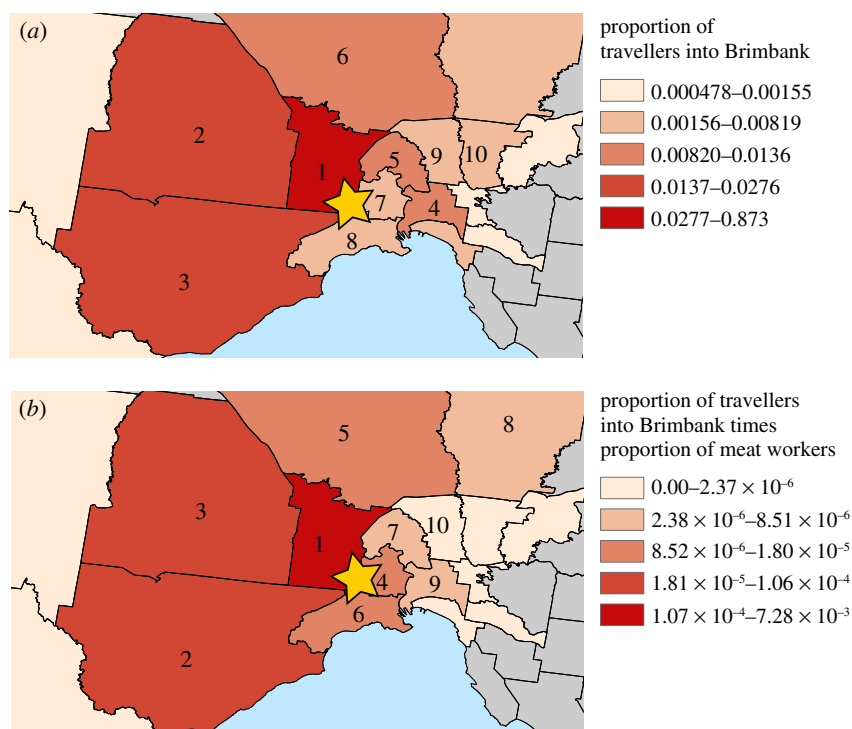 (a)
6
2
1
5
9
10
7
4
8
3
proportion of
travellers into Brimbank
0.000478–0.00155
0.00156–0.00819
0.00820–0.0136
0.0137–0.0276
0.0277–0.873
(b)
5
8
3
1
7
10
4
9
6
2
proportion of travellers
into Brimbank times
proportion of meat workers
0.00–2.37 × 10⁻⁶
2.38 × 10⁻⁶–8.51 × 10⁻⁶
8.52 × 10⁻⁶–1.80 × 10⁻⁵
1.81 × 10⁻⁵–1.06 × 10⁻⁴
1.07 × 10⁻⁴–7.28 × 10⁻³